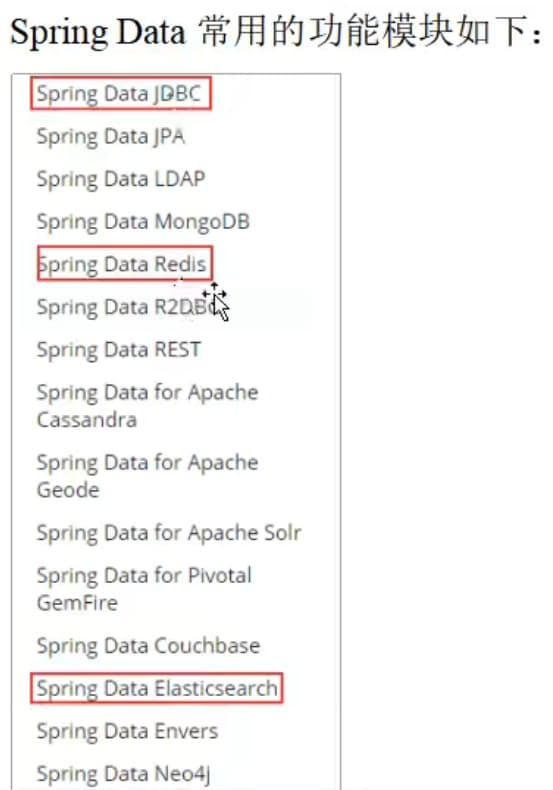 Spring Data 常用的功能模块如下：
Spring Data JDBC
Spring Data JPA
Spring Data LDAP
Spring Data MongoDB
Spring Data Redis
Spring Data R2DBC
Spring Data REST
Spring Data for Apache
Cassandra
Spring Data for Apache
Geode
Spring Data for Apache Solr
Spring Data for Pivotal
GemFire
Spring Data Couchbase
Spring Data Elasticsearch
Spring Data Envers
Spring Data Neo4j